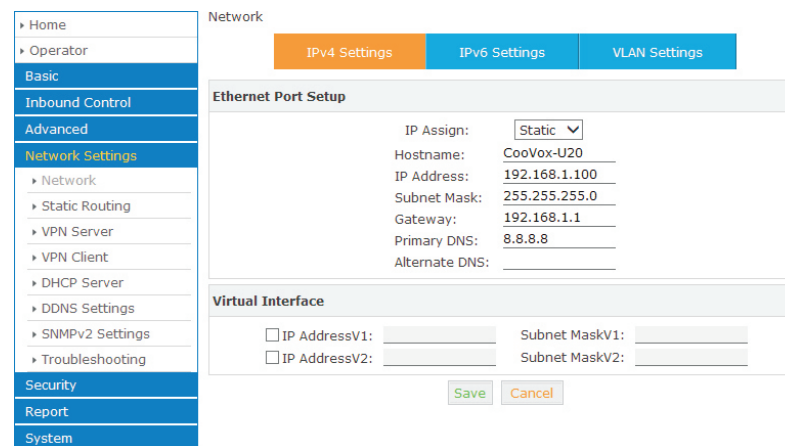 Home
Operator
Basic
Inbound Control
Advanced
Network Settings
Network
Static Routing
VPN Server
VPN Client
DHCP Server
DDNS Settings
SNMPv2 Settings
Troubleshooting
Security
Report
System
Network
IPv4 Settings IPv6 Settings VLAN Settings
Ethernet Port Setup
IP Assign: Static
Hostname: CooVox-U20
IP Address: 192.168.1.100
Subnet Mask: 255.255.255.0
Gateway: 192.168.1.1
Primary DNS: 8.8.8.8
Alternate DNS:
Virtual Interface
IP AddressV1: Subnet MaskV1:
IP AddressV2: Subnet MaskV2:
Save Cancel